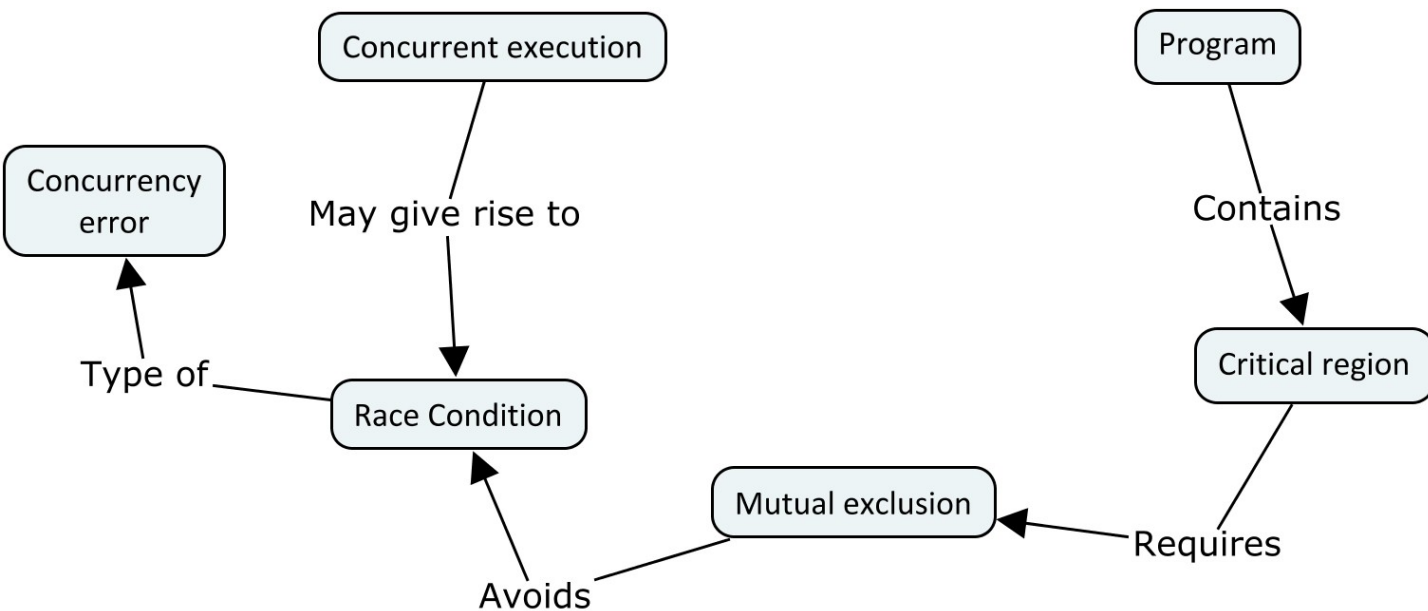 Concurrent execution
Program
Concurrency
error
May give rise to
Contains
Type of
Critical region
Race Condition
Mutual exclusion
Requires
Avoids